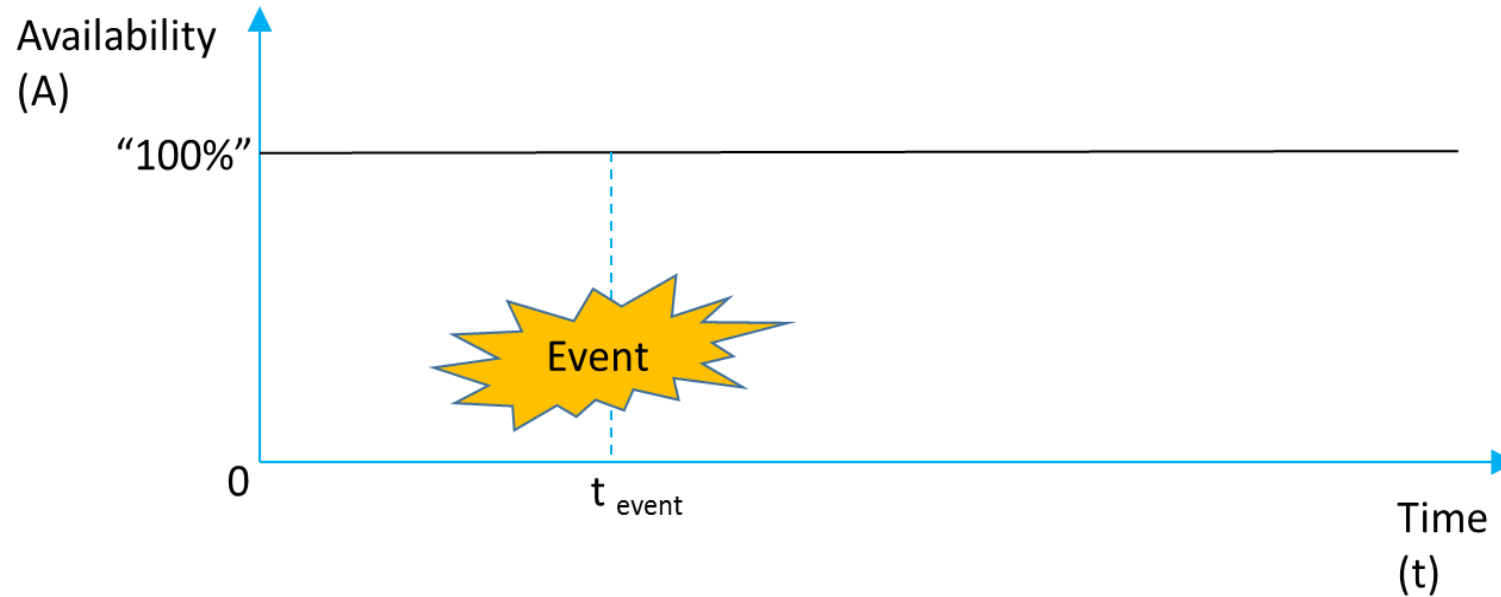 Availability
(A)
“100%”
Event
0
t event
Time
(t)